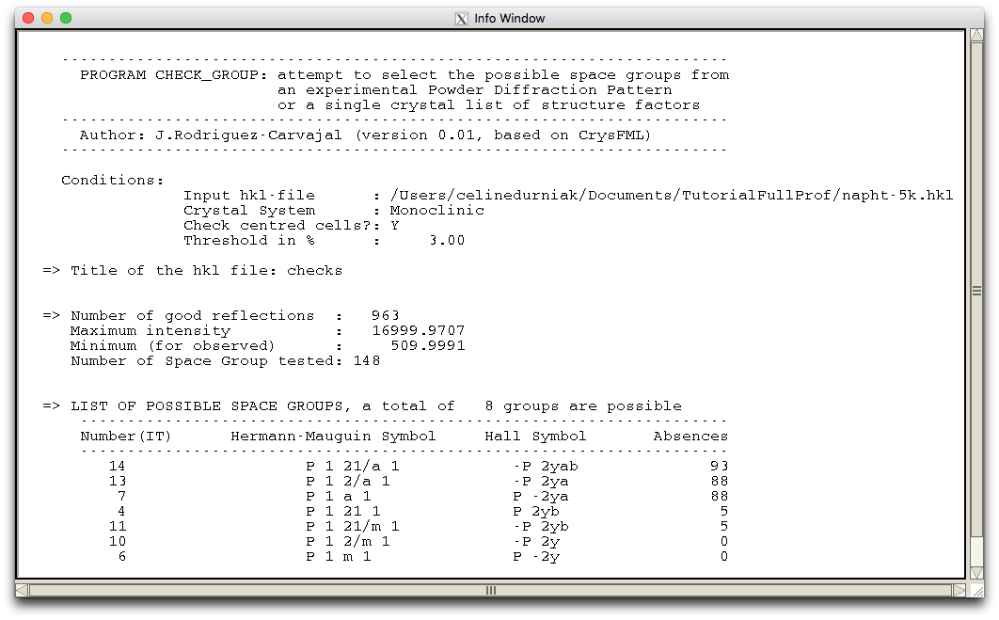 Info Window
-----------------------------------------------------------------------
PROGRAM CHECK_GROUP: attempt to select the possible space groups from
an experimental Powder Diffraction Pattern
or a single crystal list of structure factors
-----------------------------------------------------------------------
Author: J.Rodriguez-Carvajal (version 0.01, based on CrysFML)
-----------------------------------------------------------------------
Conditions:
Input hkl-file : /Users/celinedurniak/Documents/TutorialFullProf/napht-5k.hkl
Crystal System : Monoclinic
Check centred cells?: Y
Threshold in % : 3.00
=> Title of the hkl file: checks
=> Number of good reflections : 963
Maximum intensity : 16999.9707
Minimum (for observed) : 509.9991
Number of Space Group tested: 148
=> LIST OF POSSIBLE SPACE GROUPS, a total of 8 groups are possible
---------------------------------------------------------------------
Number(IT) Hermann-Mauguin Symbol Hall Symbol Absences
---------------------------------------------------------------------
14 P 1 21/a 1 -P 2yab 93
13 P 1 2/a 1 -P 2ya 88
7 P 1 a 1 P -2ya 88
4 P 1 21 1 P 2yb 5
11 P 1 21/m 1 -P 2yb 5
10 P 1 2/m 1 -P 2y 0
6 P 1 m 1 P -2y 0